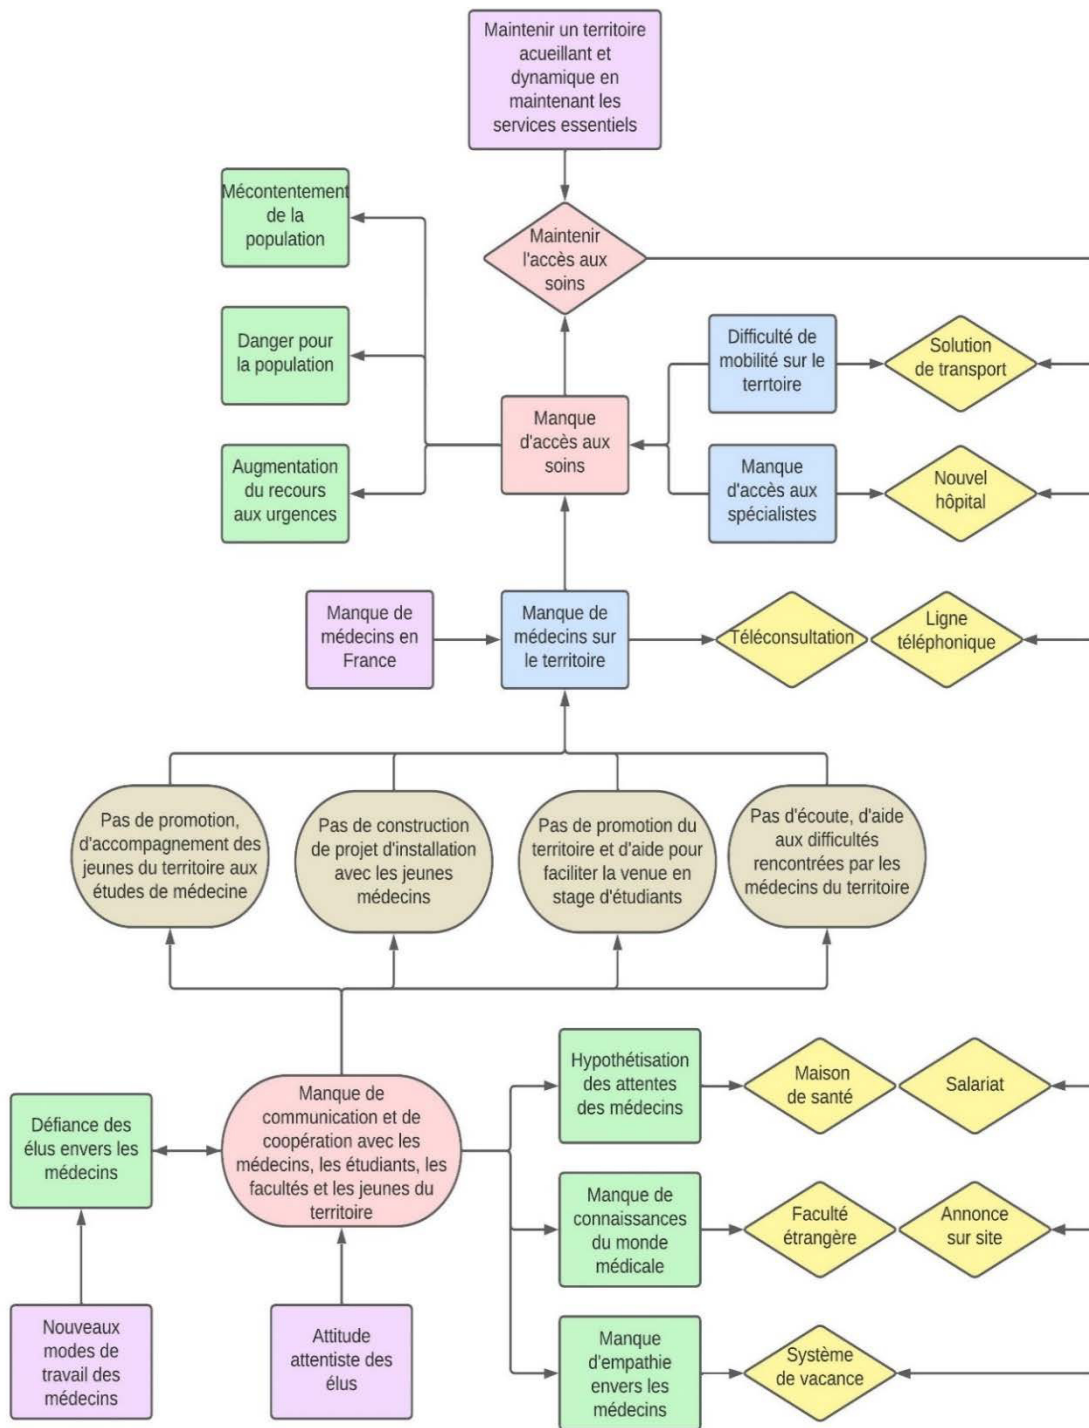 Maintenir un territoire
acueillant et
dynamique en
maintenant les
services essentiels
Mécontentement
de la
population
Maintenir
l'accès aux
soins
Danger pour
la population
Difficulté de
mobilité sur le
terrtoire
Solution
de transport
Manque
d'accès aux
soins
Augmentation
du recours
aux urgences
Manque
d'accès aux
spécialistes
Nouvel
hôpital
Manque de
médecins en
France
Manque de
médecins sur
le territoire
Téléconsultation
Ligne
téléphonique
Pas de promotion,
d'accompagnement des
jeunes du territoire aux
études de médecine
Pas de construction
de projet d'installation
avec les jeunes
médecins
Pas de promotion du
territoire et d'aide pour
faciliter la venue en
stage d'étudiants
Pas d'écoute, d'aide
aux difficultés
rencontrées par les
médecins du territoire
Hypothétisation
des attentes
des médecins
Maison
de santé
Salariat
Défiance des
élus envers les
médecins
Manque de
communication et de
coopération avec les
médecins, les étudiants, les
facultés et les jeunes du
territoire
Manque de
connaissances
du monde
médicale
Faculté
étrangère
Annonce
sur site
Nouveaux
modes de
travail des
médecins
Attitude
attentiste des
élus
Manque
d'empathie
envers les
médecins
Système
de vacance